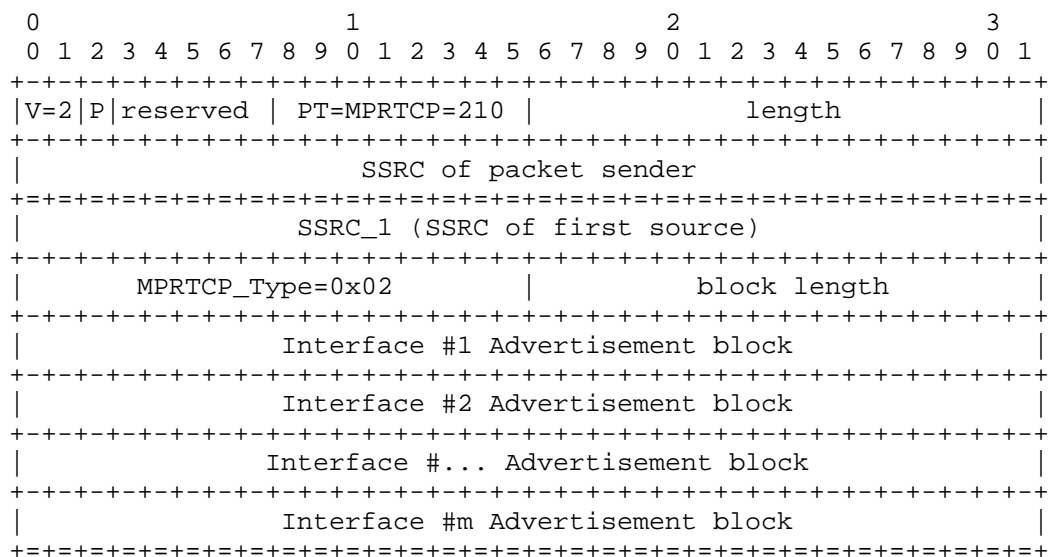 0                   1                   2                   3
0 1 2 3 4 5 6 7 8 9 0 1 2 3 4 5 6 7 8 9 0 1 2 3 4 5 6 7 8 9 0 1
+-+-+-+-+-+-+-+-+-+-+-+-+-+-+-+-+-+-+-+-+-+-+-+-+-+-+-+-+-+-+-+-+
|V=2|P|reserved | PT=MPRTCP=210 |             length            |
+-+-+-+-+-+-+-+-+-+-+-+-+-+-+-+-+-+-+-+-+-+-+-+-+-+-+-+-+-+-+-+-+
|                     SSRC of packet sender                     |
+=+=+=+=+=+=+=+=+=+=+=+=+=+=+=+=+=+=+=+=+=+=+=+=+=+=+=+=+=+=+=+=+
|                 SSRC_1 (SSRC of first source)                 |
+-+-+-+-+-+-+-+-+-+-+-+-+-+-+-+-+-+-+-+-+-+-+-+-+-+-+-+-+-+-+-+-+
|       MPRTCP_Type=0x02        |          block length         |
+-+-+-+-+-+-+-+-+-+-+-+-+-+-+-+-+-+-+-+-+-+-+-+-+-+-+-+-+-+-+-+-+
|                Interface #1 Advertisement block               |
+-+-+-+-+-+-+-+-+-+-+-+-+-+-+-+-+-+-+-+-+-+-+-+-+-+-+-+-+-+-+-+-+
|                Interface #2 Advertisement block               |
+-+-+-+-+-+-+-+-+-+-+-+-+-+-+-+-+-+-+-+-+-+-+-+-+-+-+-+-+-+-+-+-+
|               Interface #... Advertisement block              |
+-+-+-+-+-+-+-+-+-+-+-+-+-+-+-+-+-+-+-+-+-+-+-+-+-+-+-+-+-+-+-+-+
|                Interface #m Advertisement block               |
+=+=+=+=+=+=+=+=+=+=+=+=+=+=+=+=+=+=+=+=+=+=+=+=+=+=+=+=+=+=+=+=+